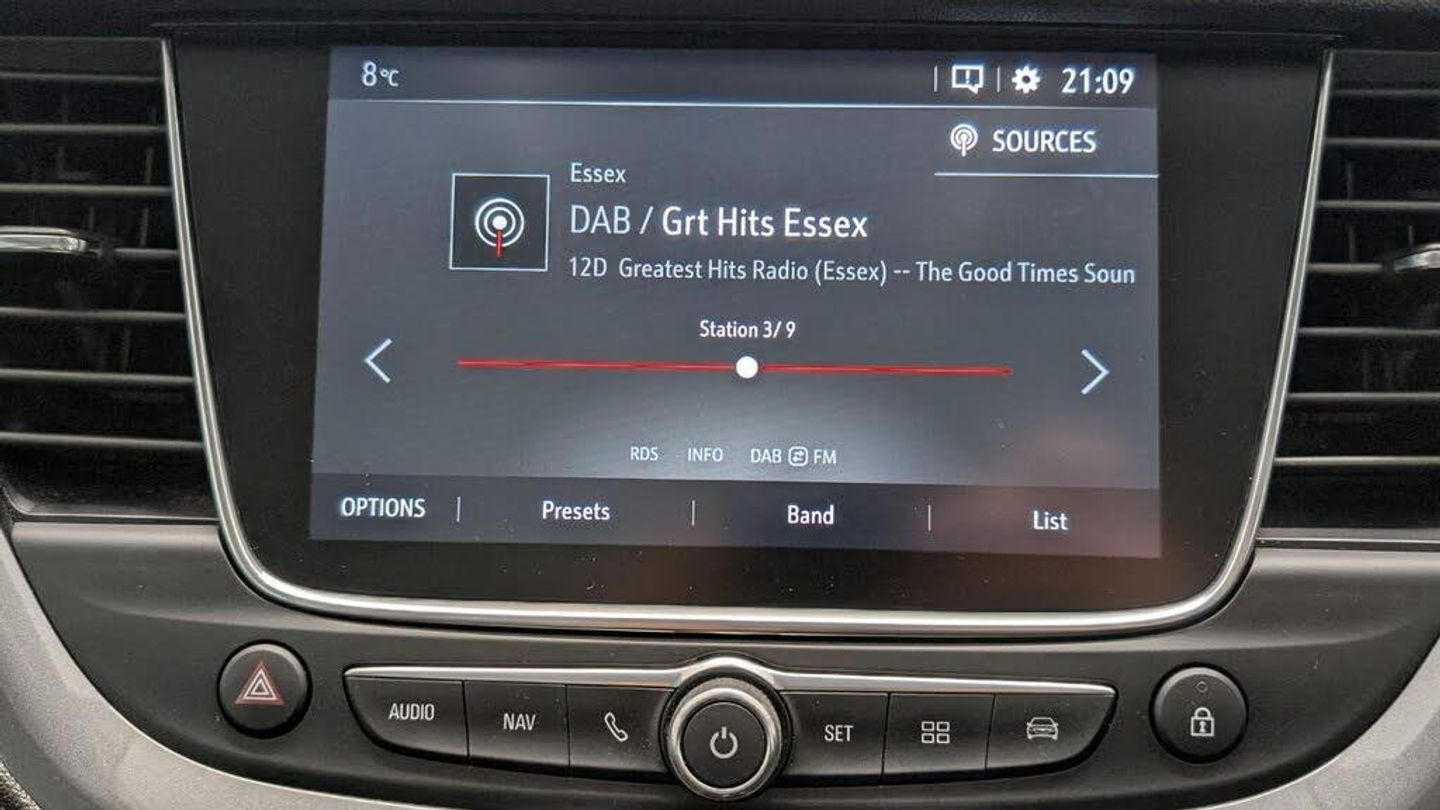 8°C
21:09
SOURCES
Essex
DAB / Grt Hits Essex
12D Greatest Hits Radio (Essex) -- The Good Times Soun
Station 3/ 9
RDS INFO DAB FM
OPTIONS | Presets | Band | List
AUDIO NAV SET